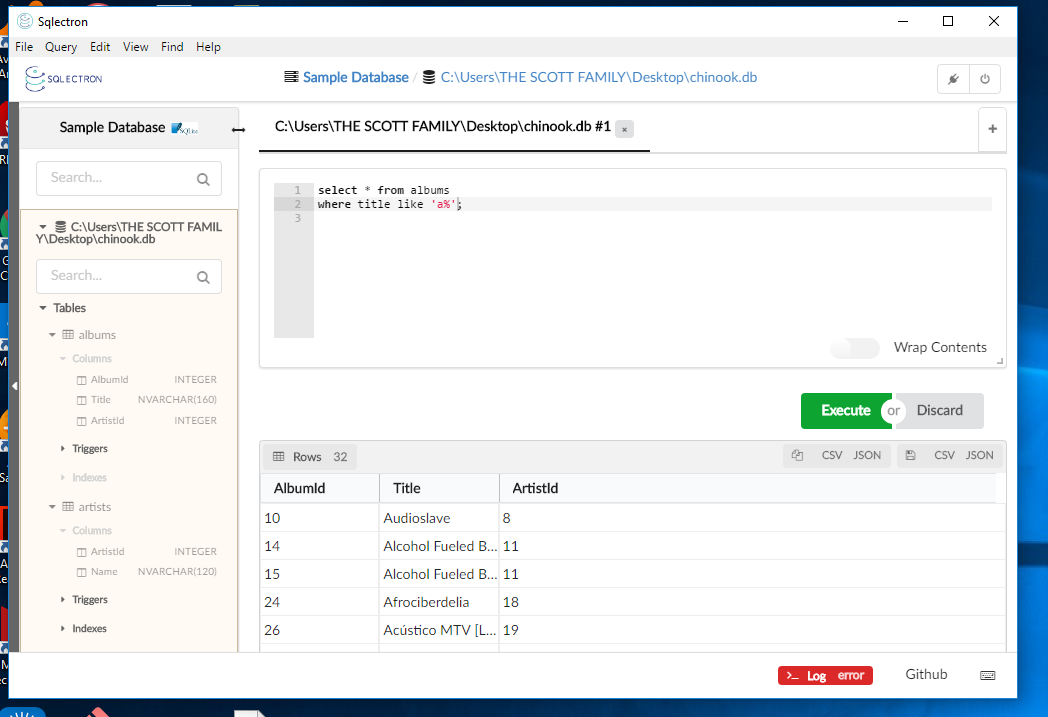 Sqlectron
File Query Edit View Find Help
SQLECTRON
Sample Database / C:\Users\THE SCOTT FAMILY\Desktop\chinook.db
Sample Database SQLite
C:\Users\THE SCOTT FAMILY\Desktop\chinook.db #1
Search...
C:\Users\THE SCOTT FAMIL
Y\Desktop\chinook.db
Search...
Tables
albums
Columns
AlbumId INTEGER
Title NVARCHAR(160)
ArtistId INTEGER
Triggers
Indexes
artists
Columns
ArtistId INTEGER
Name NVARCHAR(120)
Triggers
Indexes
1 select * from albums
2 where title like 'a%';
3
Wrap Contents
Execute or Discard
Rows 32 CSV JSON CSV JSON
AlbumId Title ArtistId
10 Audioslave 8
14 Alcohol Fueled B... 11
15 Alcohol Fueled B... 11
24 Afrociberdelia 18
26 Acústico MTV [L... 19
Log error Github